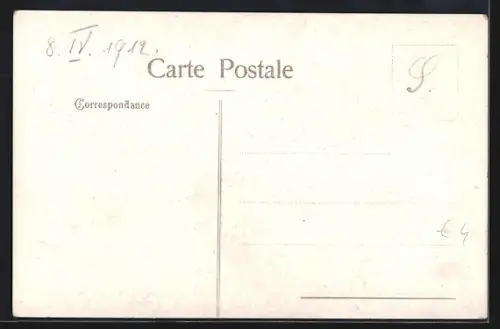 8. IV. 1912.
Carte Postale
Correspondance
€ 4